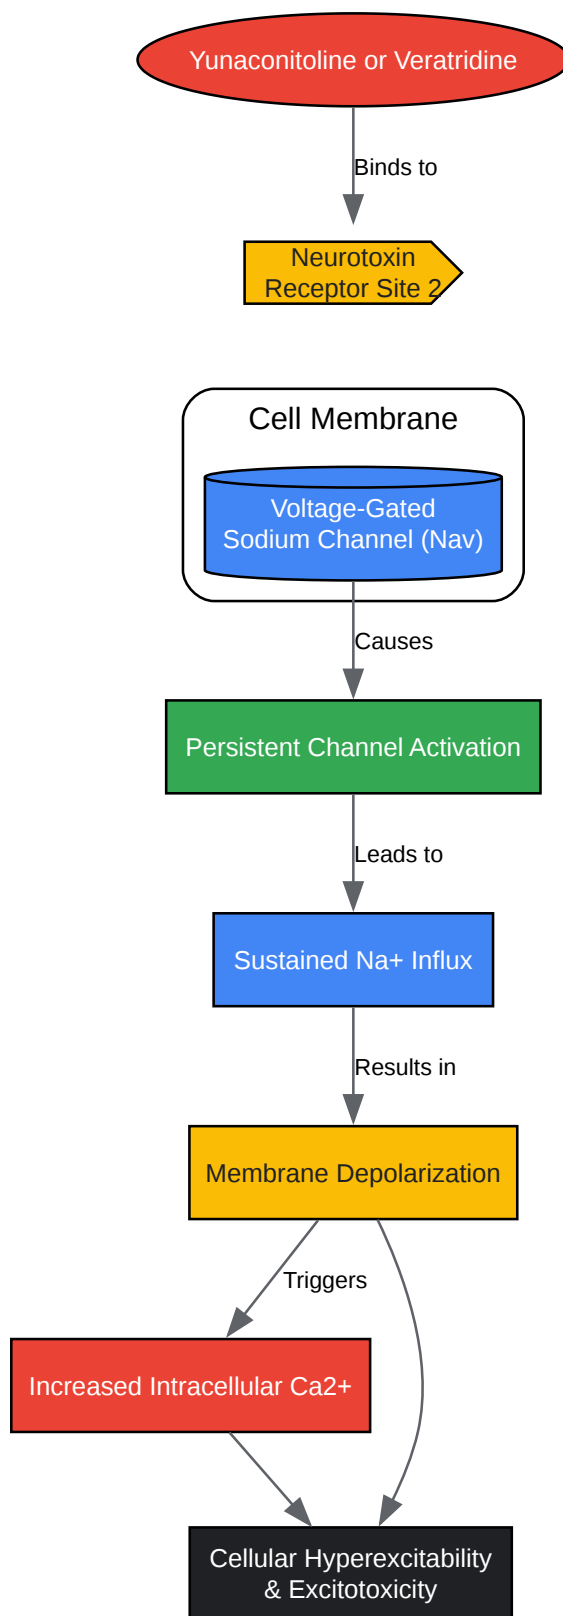 Yunaconitoline or Veratridine
Binds to
Neurotoxin
Receptor Site 2
Cell Membrane
Voltage-Gated
Sodium Channel (Nav)
Causes
Persistent Channel Activation
Leads to
Sustained Na+ Influx
Results in
Membrane Depolarization
Triggers
Increased Intracellular Ca2+
Cellular Hyperexcitability
& Excitotoxicity